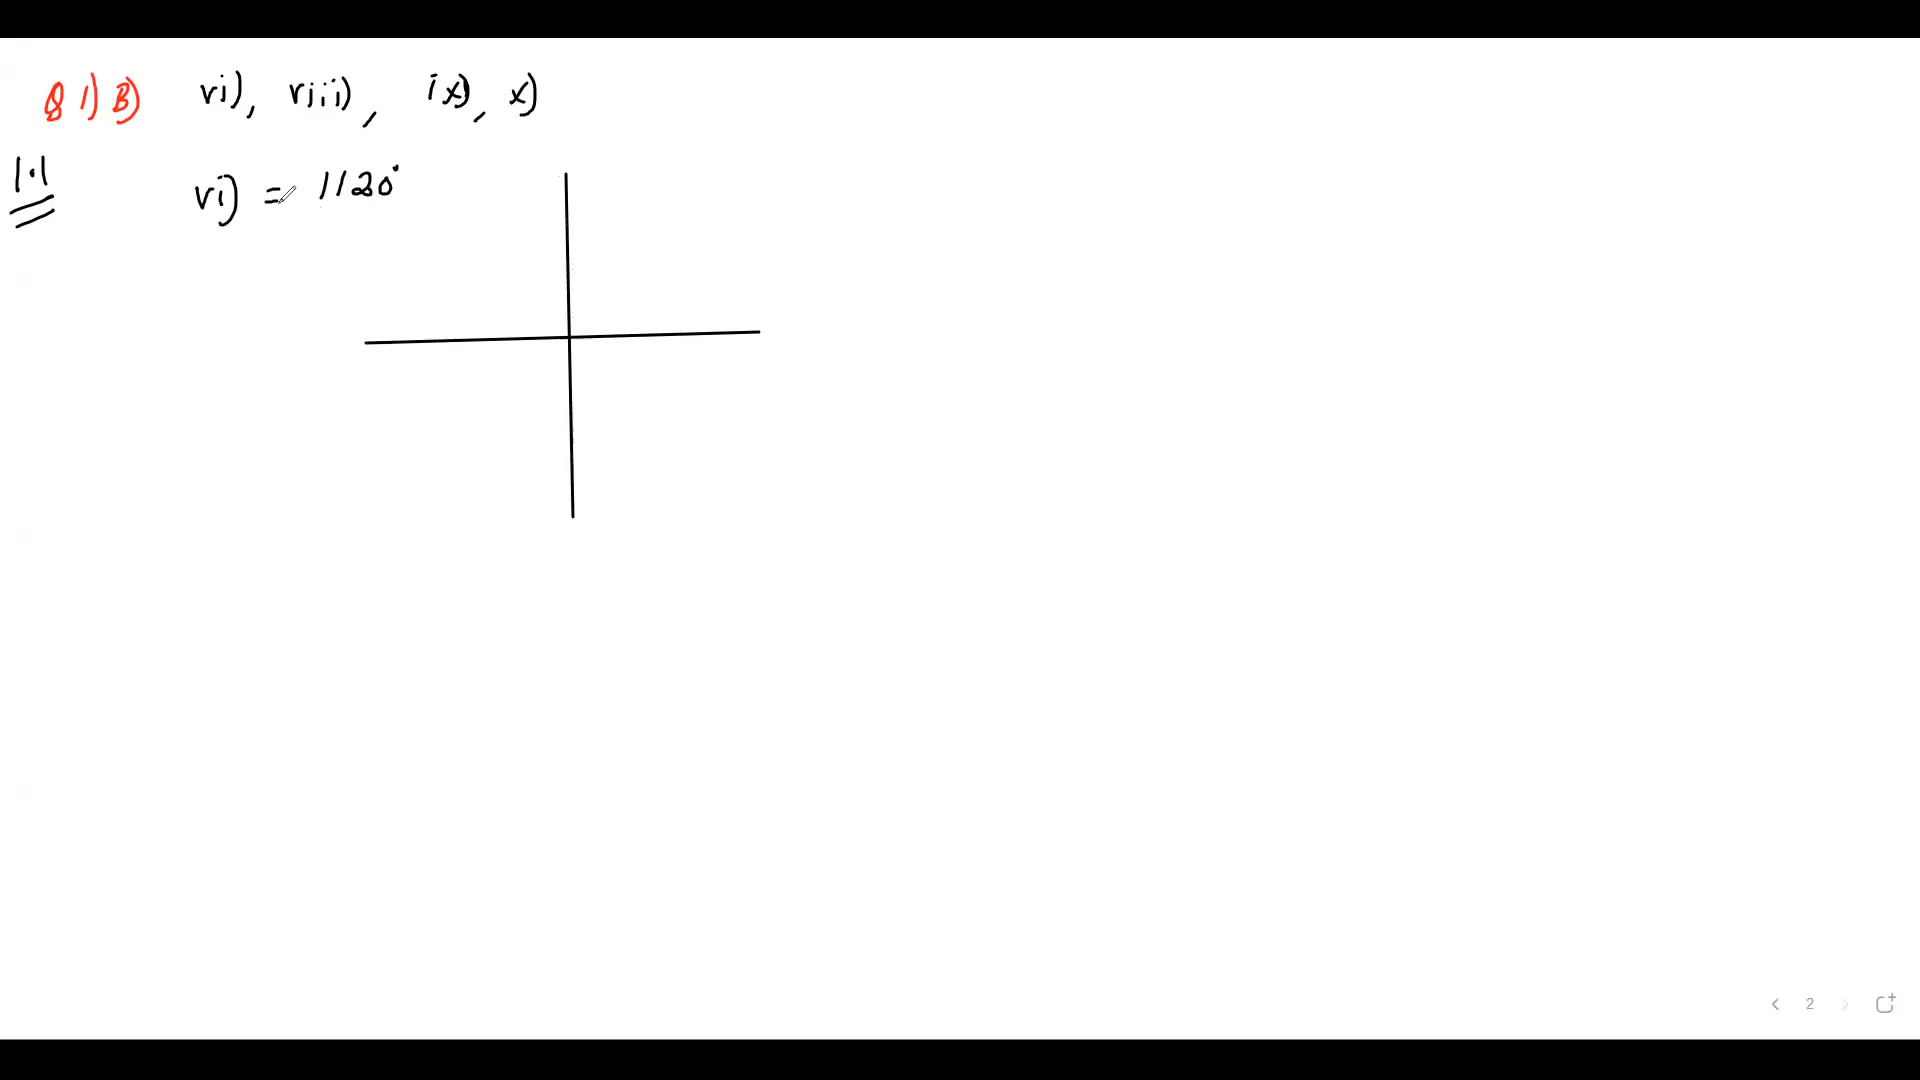 Q 1) B) vi), viii), ix), x)
1.1
vi) = 1120°
2